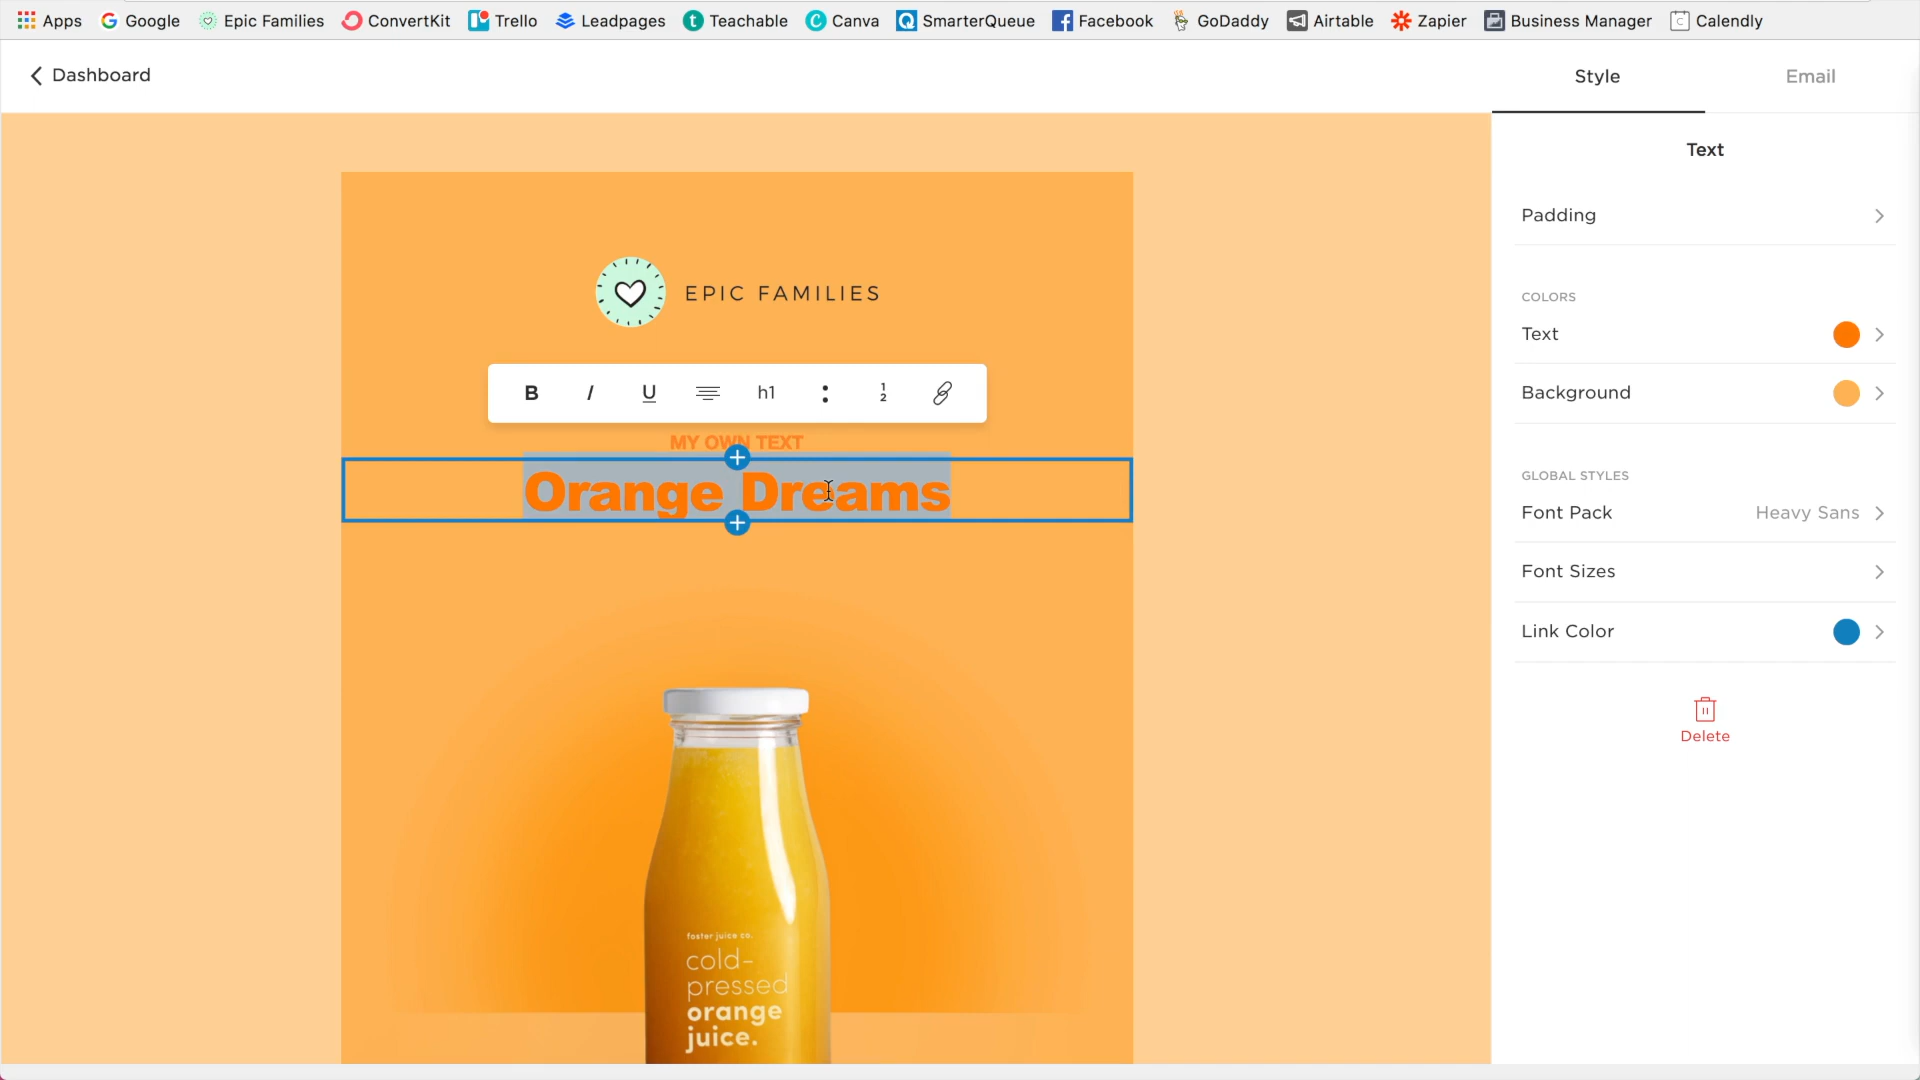 Apps Google Epic Families ConvertKit Trello Leadpages Teachable Canva SmarterQueue Facebook GoDaddy Airtable Zapier Business Manager Calendly
Dashboard
Style Email
Text
Padding
COLORS
Text
Background
GLOBAL STYLES
Font Pack Heavy Sans
Font Sizes
Link Color
Delete
EPIC FAMILIES
B I U h1
MY OWN TEXT
Orange Dreams
foster juice co.
cold-
pressed
orange
juice.